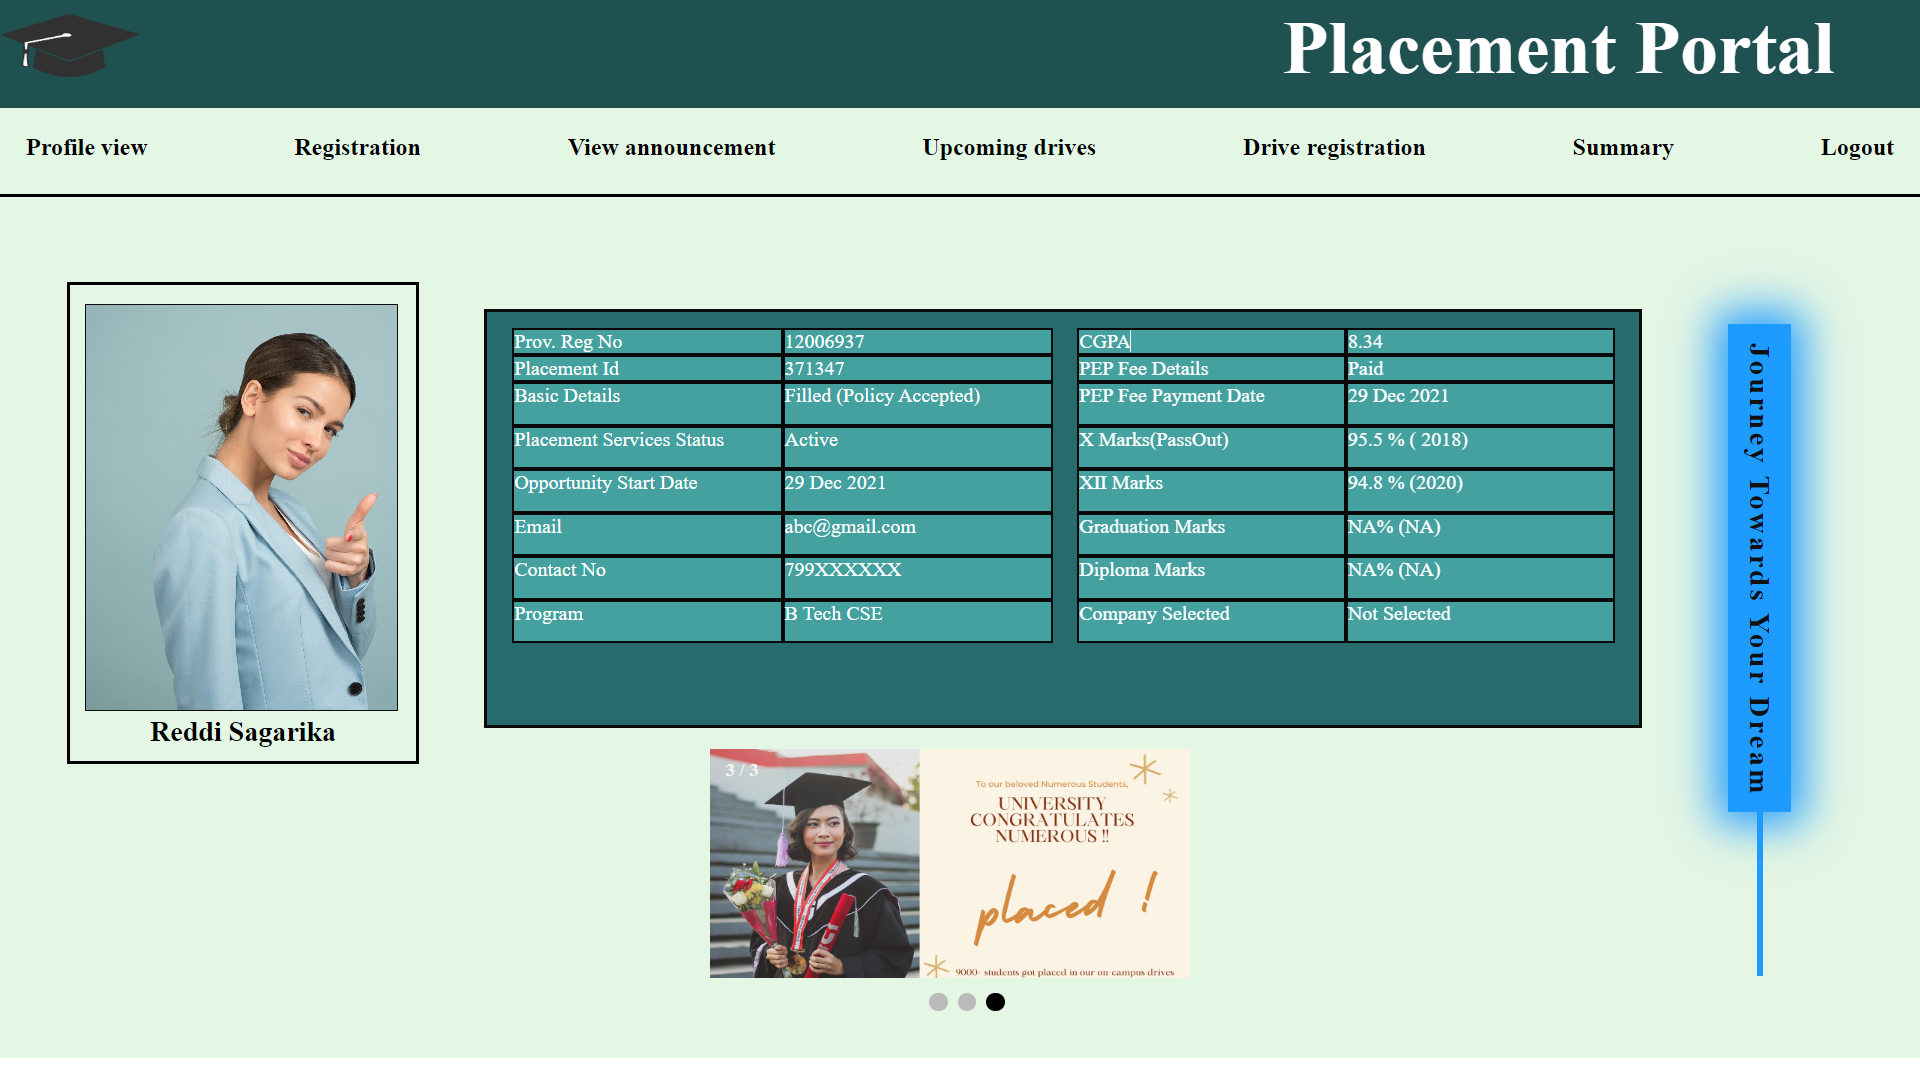 Placement Portal
Profile view Registration View announcement Upcoming drives Drive registration Summary Logout
Reddi Sagarika
Prov. Reg No 12006937
Placement Id 371347
Basic Details Filled (Policy Accepted)
Placement Services Status Active
Opportunity Start Date 29 Dec 2021
Email abc@gmail.com
Contact No 799XXXXXX
Program B Tech CSE
CGPA 8.34
PEP Fee Details Paid
PEP Fee Payment Date 29 Dec 2021
X Marks(PassOut) 95.5 % ( 2018)
XII Marks 94.8 % (2020)
Graduation Marks NA% (NA)
Diploma Marks NA% (NA)
Company Selected Not Selected
Journey Towards Your Dream
3 / 3
To our beloved Numerous Students,
UNIVERSITY
CONGRATULATES
NUMEROUS !!
placed !
9000+ students got placed in our on-campus drives